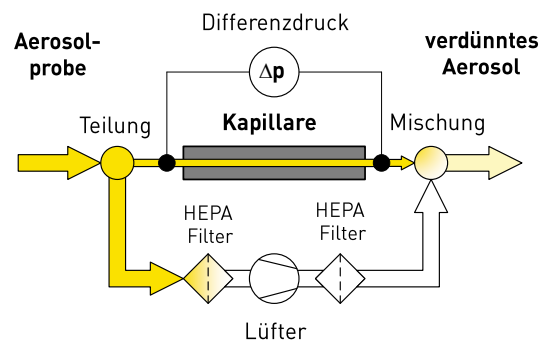 Differenzdruck
Aerosol-
probe
verdünntes
Aerosol
Δp
Teilung
Kapillare
Mischung
HEPA
Filter
HEPA
Filter
Lüfter